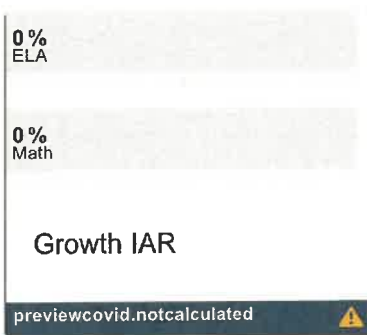 0 %
ELA
0 %
Math
Growth IAR
previewcovid.notcalculated